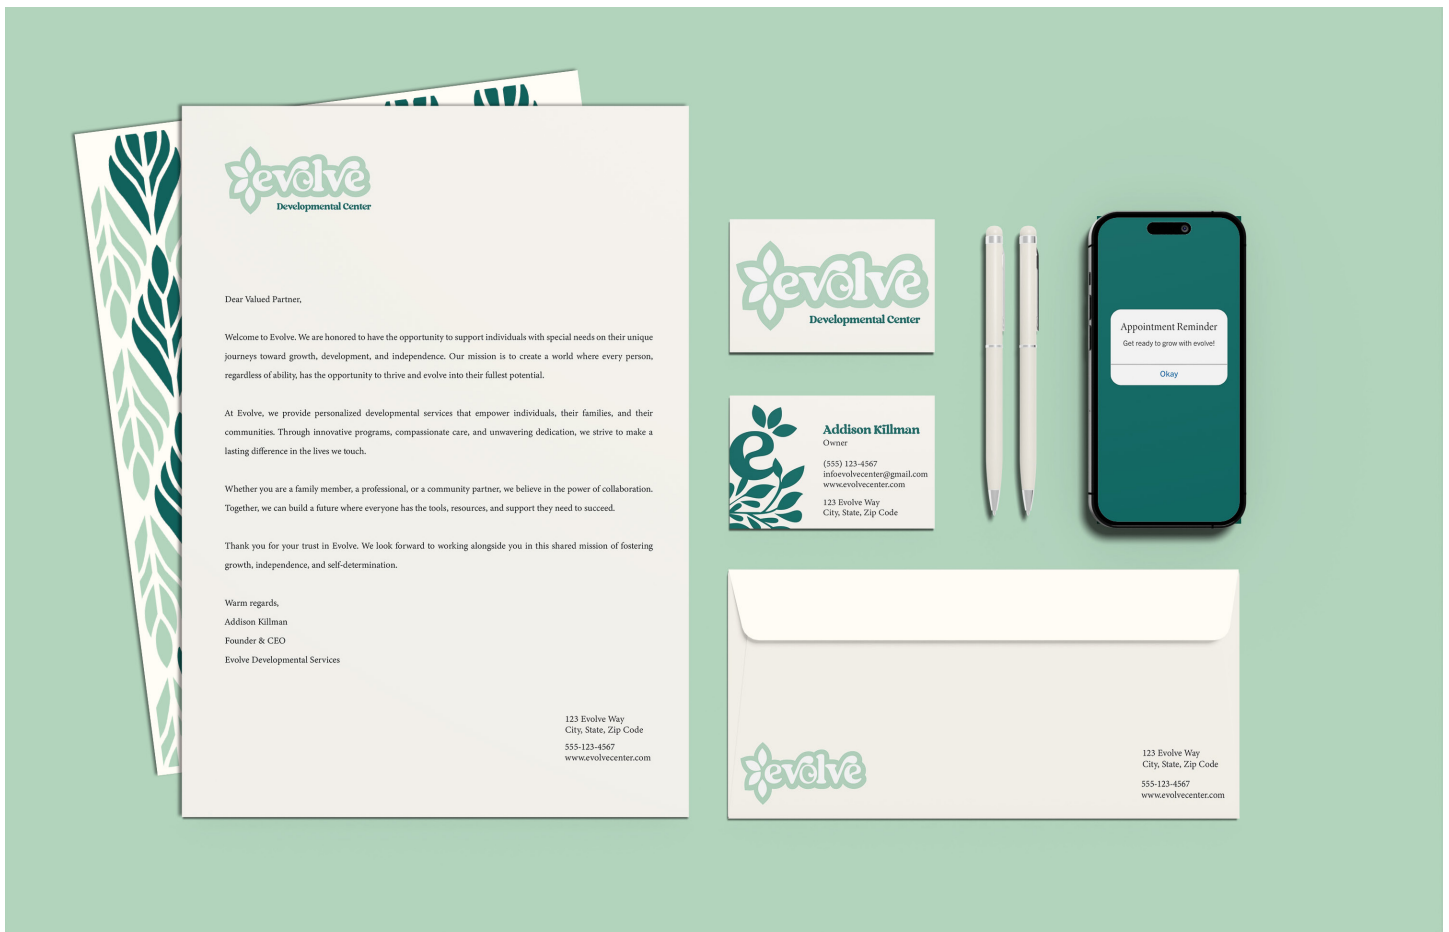 evolve
Developmental Center
Dear Valued Partner,
Welcome to Evolve. We are honored to have the opportunity to support individuals with special needs on their unique
journeys toward growth, development, and independence. Our mission is to create a world where every person,
regardless of ability, has the opportunity to thrive and evolve into their fullest potential.
At Evolve, we provide personalized developmental services that empower individuals, their families, and their
communities. Through innovative programs, compassionate care, and unwavering dedication, we strive to make a
lasting difference in the lives we touch.
Whether you are a family member, a professional, or a community partner, we believe in the power of collaboration.
Together, we can build a future where everyone has the tools, resources, and support they need to succeed.
Thank you for your trust in Evolve. We look forward to working alongside you in this shared mission of fostering
growth, independence, and self-determination.
Warm regards,
Addison Killman
Founder & CEO
Evolve Developmental Services
123 Evolve Way
City, State, Zip Code
555-123-4567
www.evolvecenter.com
evolve
Developmental Center
e
Addison Killman
Owner
(555) 123-4567
infoevolvecenter@gmail.com
www.evolvecenter.com
123 Evolve Way
City, State, Zip Code
Appointment Reminder
Get ready to grow with evolve!
Okay
evolve
123 Evolve Way
City, State, Zip Code
555-123-4567
www.evolvecenter.com